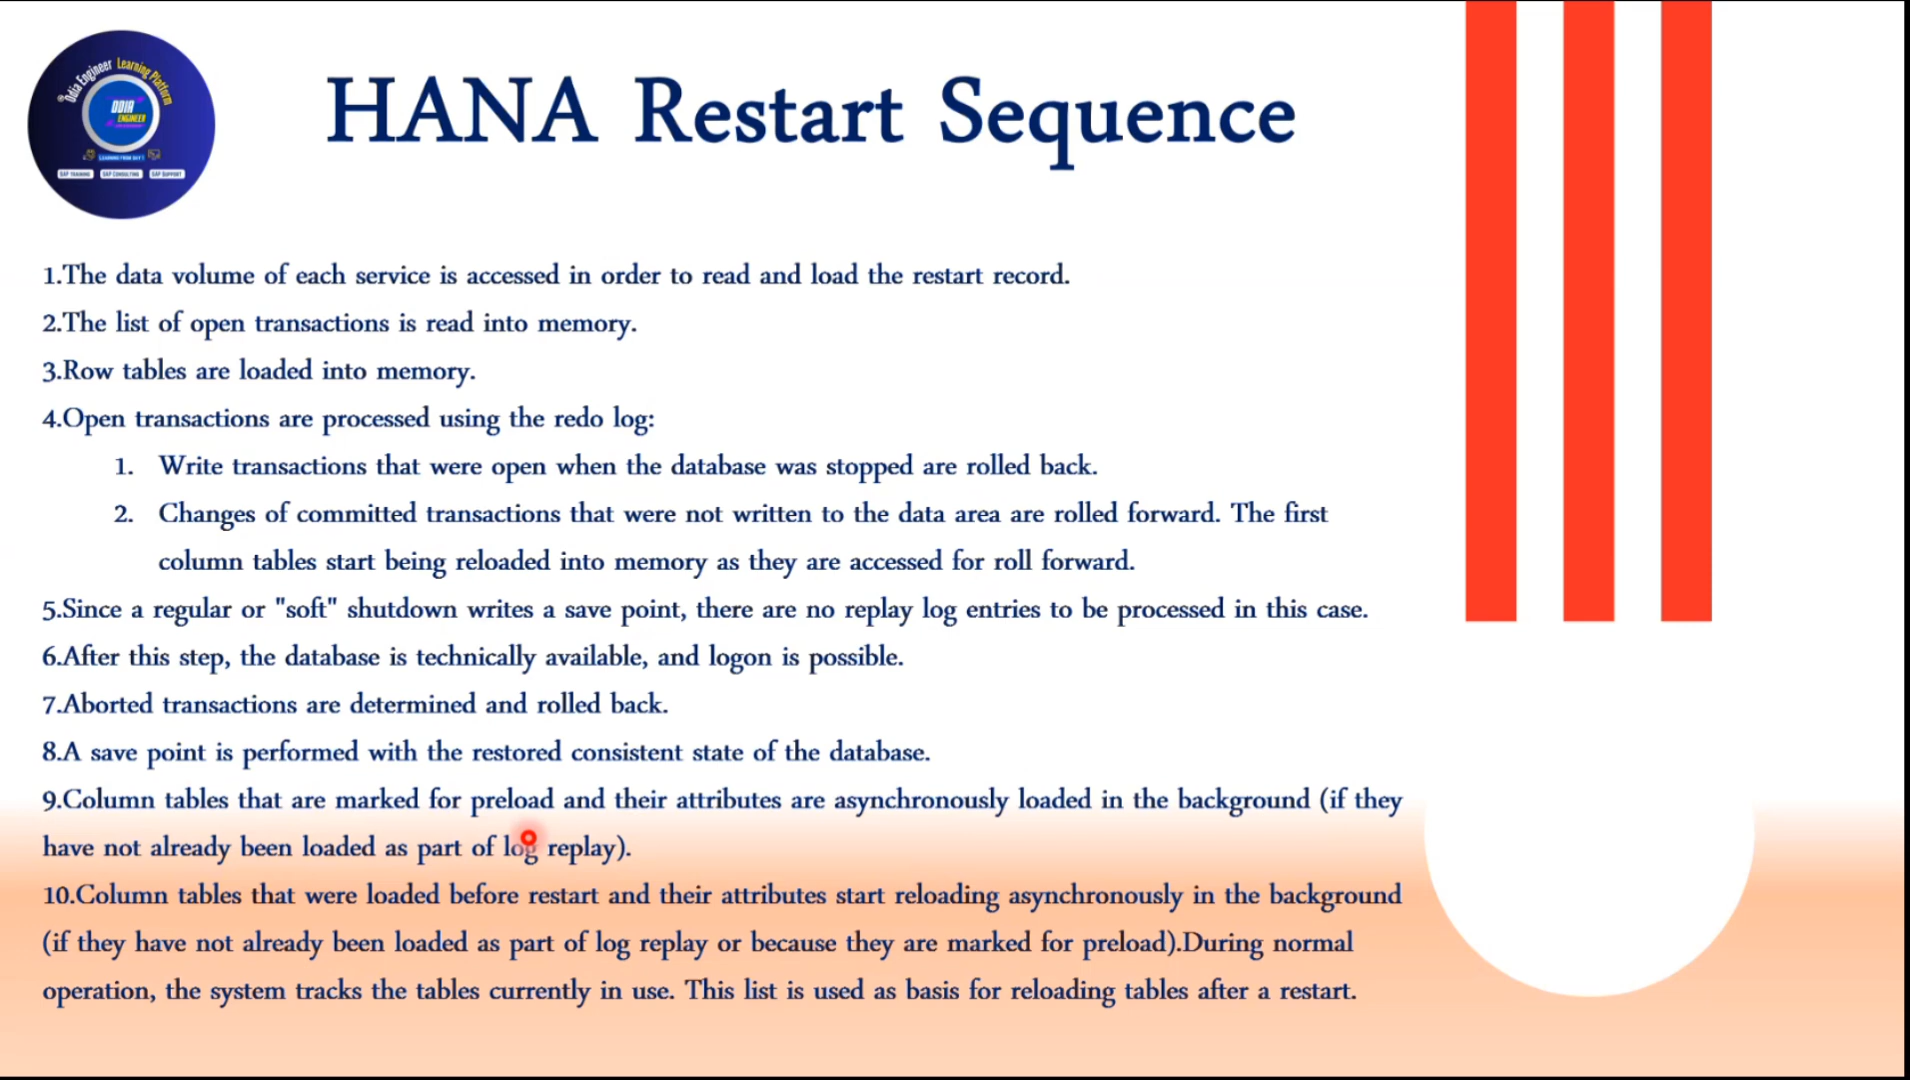 @Odia Engineer Learning Platform
ODIA
ENGINEER
SAP TRAINING SAP CONSULTING SAP SUPPORT
HANA Restart Sequence
1.The data volume of each service is accessed in order to read and load the restart record.
2.The list of open transactions is read into memory.
3.Row tables are loaded into memory.
4.Open transactions are processed using the redo log:
1. Write transactions that were open when the database was stopped are rolled back.
2. Changes of committed transactions that were not written to the data area are rolled forward. The first
column tables start being reloaded into memory as they are accessed for roll forward.
5.Since a regular or "soft" shutdown writes a save point, there are no replay log entries to be processed in this case.
6.After this step, the database is technically available, and logon is possible.
7.Aborted transactions are determined and rolled back.
8.A save point is performed with the restored consistent state of the database.
9.Column tables that are marked for preload and their attributes are asynchronously loaded in the background (if they
have not already been loaded as part of log replay).
10.Column tables that were loaded before restart and their attributes start reloading asynchronously in the background
(if they have not already been loaded as part of log replay or because they are marked for preload).During normal
operation, the system tracks the tables currently in use. This list is used as basis for reloading tables after a restart.